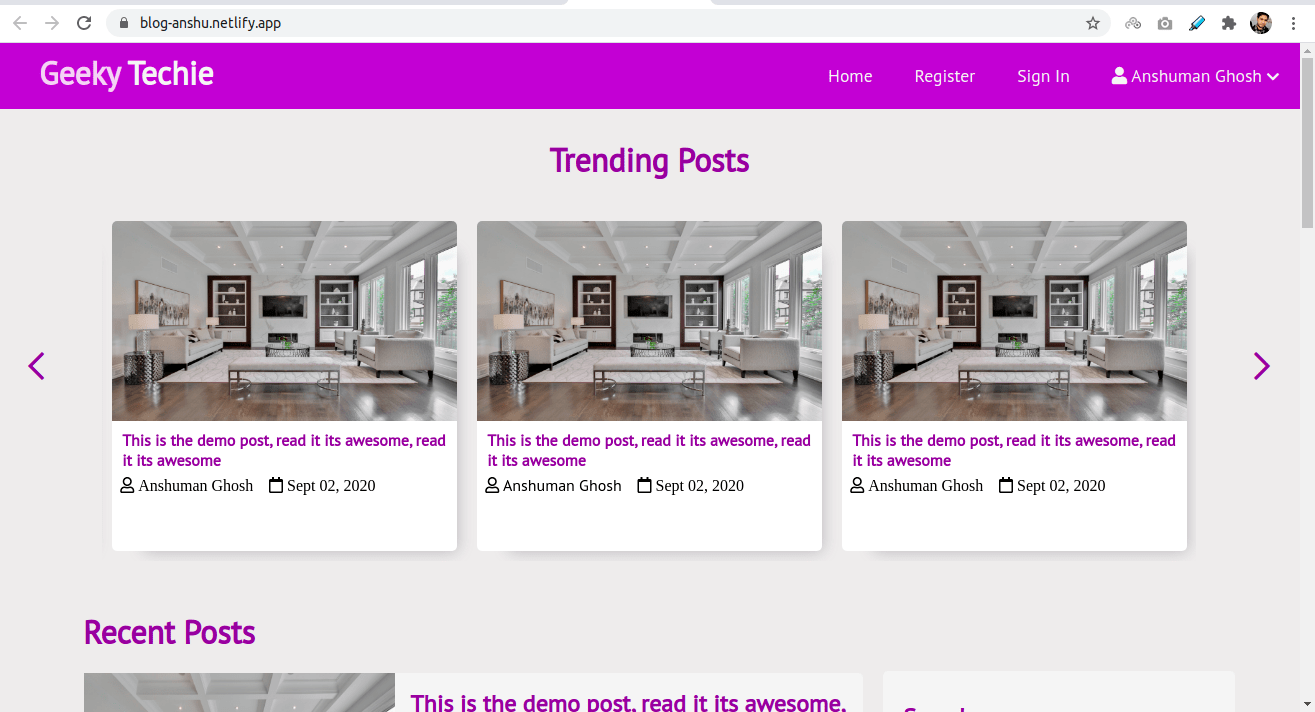 blog-anshu.netlify.app
Geeky Techie
Home Register Sign In Anshuman Ghosh
Trending Posts
This is the demo post, read it its awesome, read
it its awesome
Anshuman Ghosh Sept 02, 2020
This is the demo post, read it its awesome, read
it its awesome
Anshuman Ghosh Sept 02, 2020
This is the demo post, read it its awesome, read
it its awesome
Anshuman Ghosh Sept 02, 2020
Recent Posts
This is the demo post, read it its awesome,